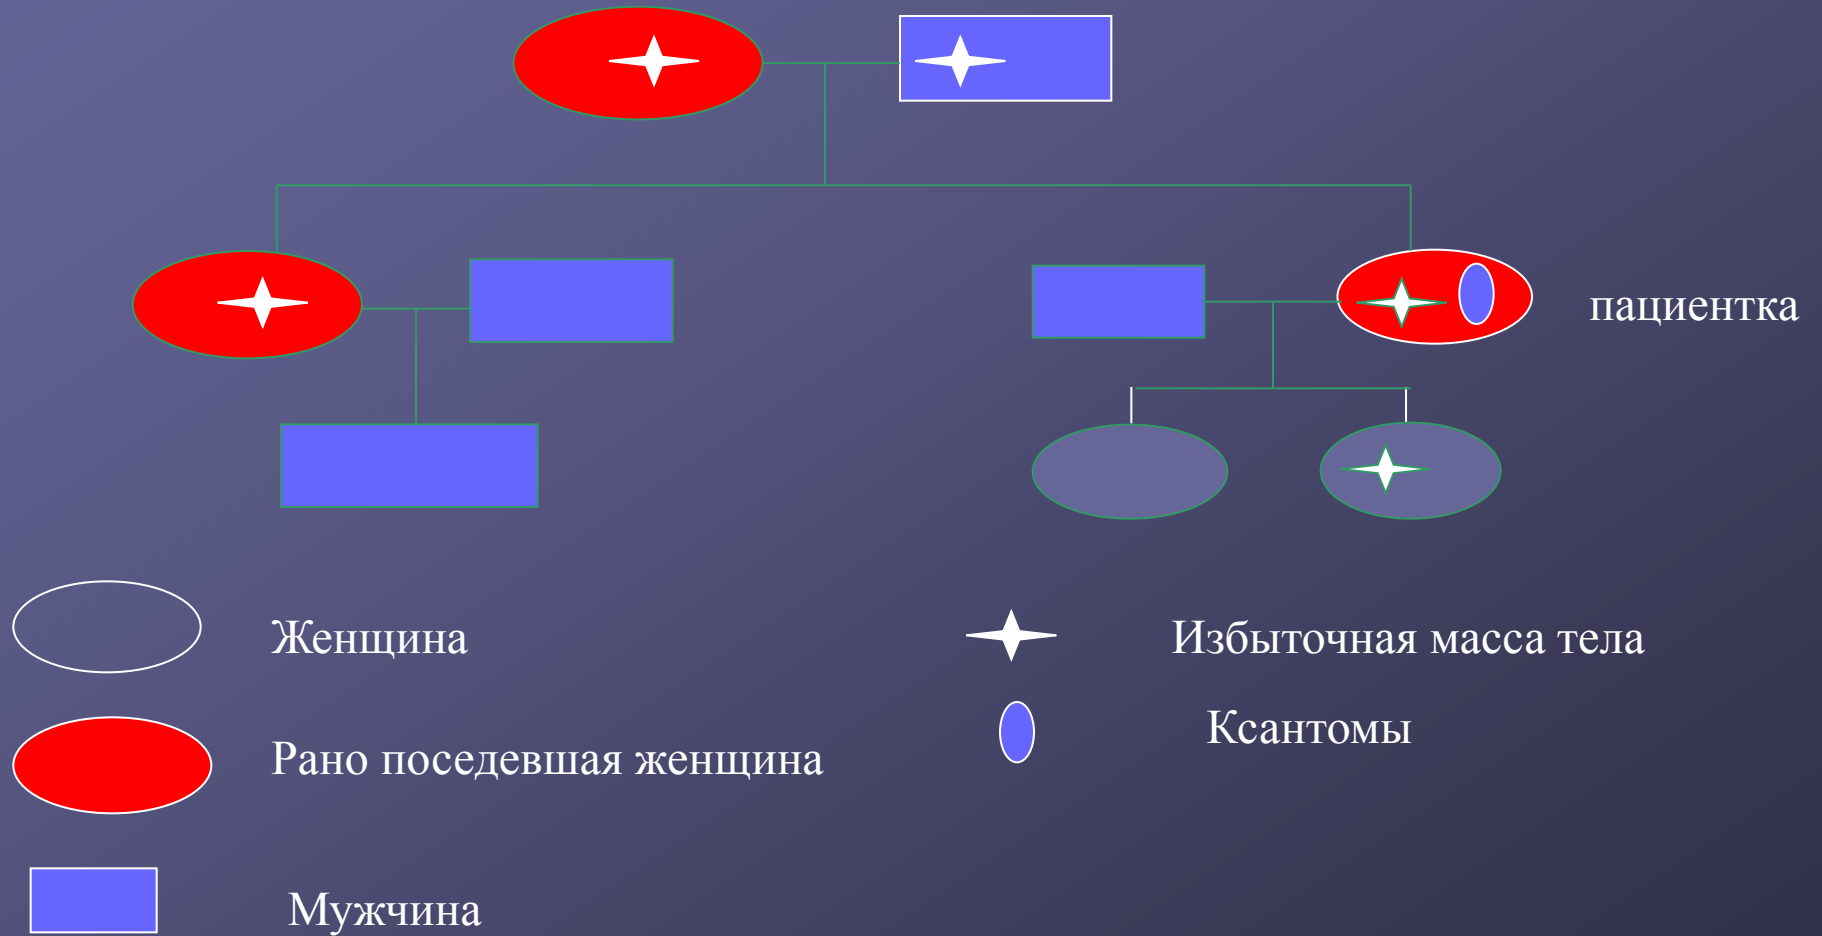 пациентка
Женщина
Избыточная масса тела
Рано поседевшая женщина
Ксантомы
Мужчина